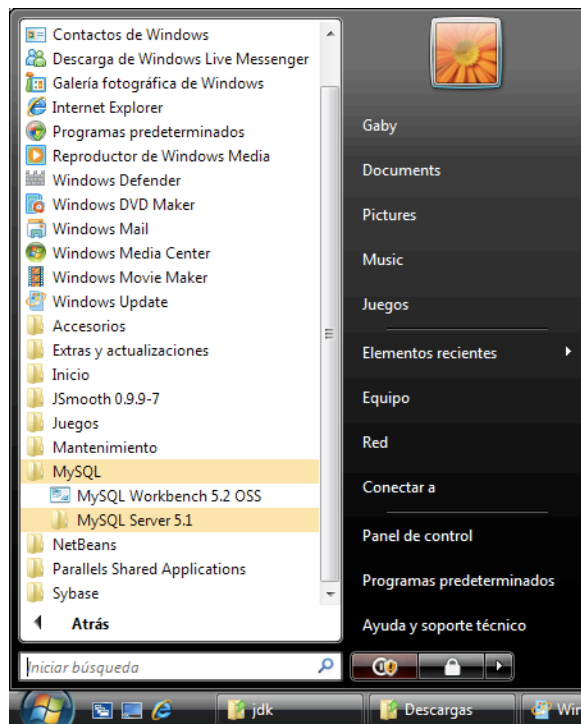 Contactos de Windows
Descarga de Windows Live Messenger
Galería fotográfica de Windows
Internet Explorer
Programas predeterminados
Reproductor de Windows Media
Windows Defender
Windows DVD Maker
Windows Mail
Windows Media Center
Windows Movie Maker
Windows Update
Accesorios
Extras y actualizaciones
Inicio
JSmooth 0.9.9-7
Juegos
Mantenimiento
MySQL
MySQL Workbench 5.2 OSS
MySQL Server 5.1
NetBeans
Parallels Shared Applications
Sybase
Atrás
Iniciar búsqueda
Gaby
Documents
Pictures
Music
Juegos
Elementos recientes
Equipo
Red
Conectar a
Panel de control
Programas predeterminados
Ayuda y soporte técnico
jdk
Descargas
Win